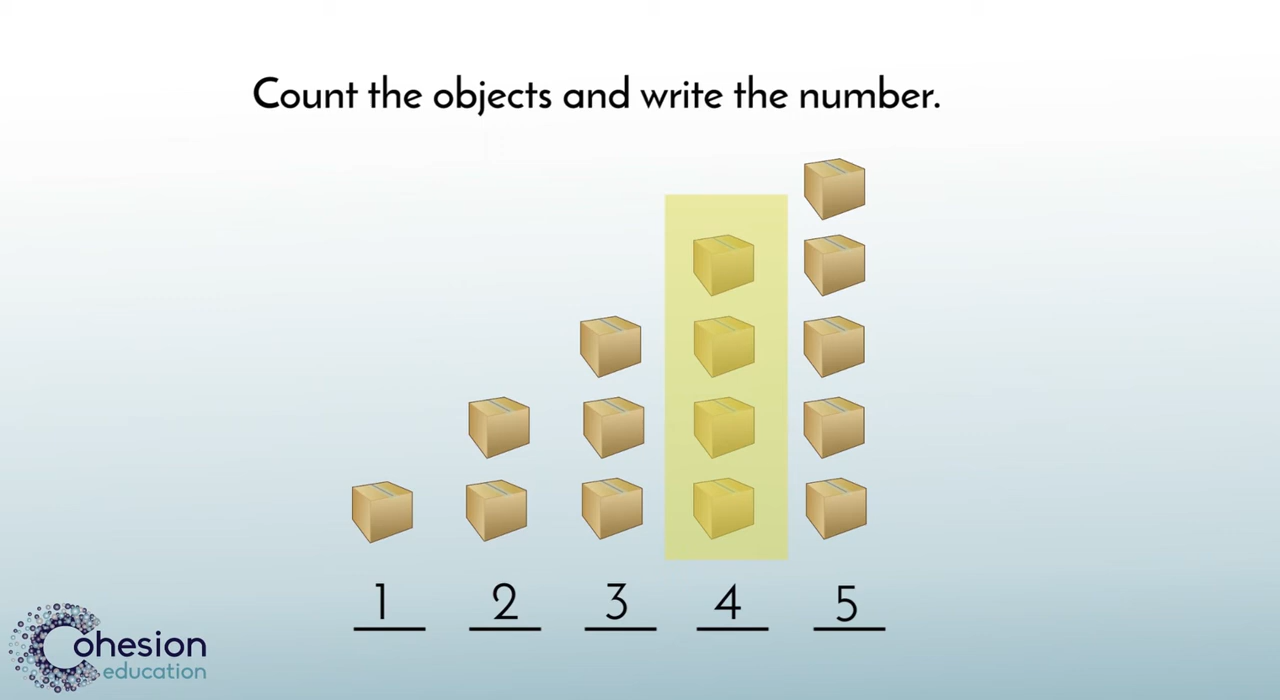 Count the objects and write the number.
1 2 3 4 5
Cohesion
education